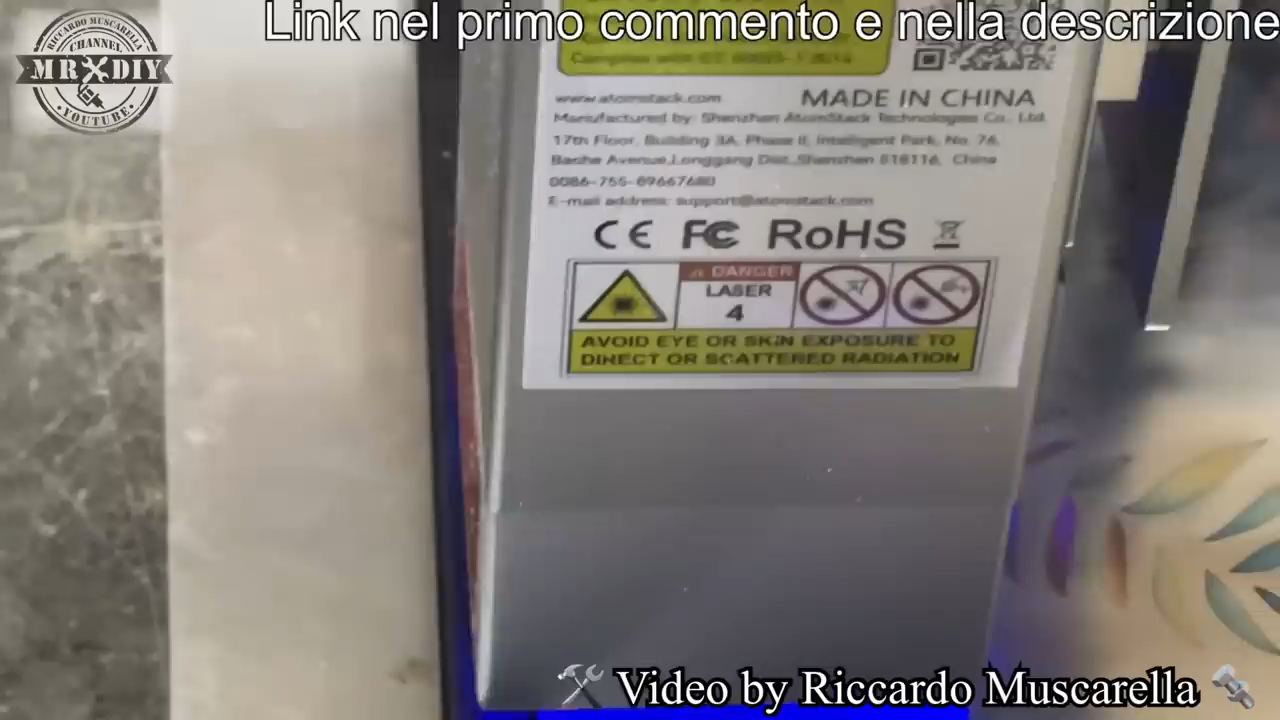 Link nel primo commento e nella descrizione
RICCARDO MUSCARELLA
CHANNEL
MR DIY
YOUTUBE
www.atomstack.com
MADE IN CHINA
Manufactured by: Shenzhen AtomStack Technologies Co., Ltd.
17th Floor, Building 3A, Phase II, Intelligent Park, No. 76,
Baohe Avenue,Longgang Dist.,Shenzhen 518116, China
0086-755-89667680
E-mail address: support@atomstack.com
CE FC RoHS
DANGER
LASER
4
AVOID EYE OR SKIN EXPOSURE TO
DIRECT OR SCATTERED RADIATION
Video by Riccardo Muscarella